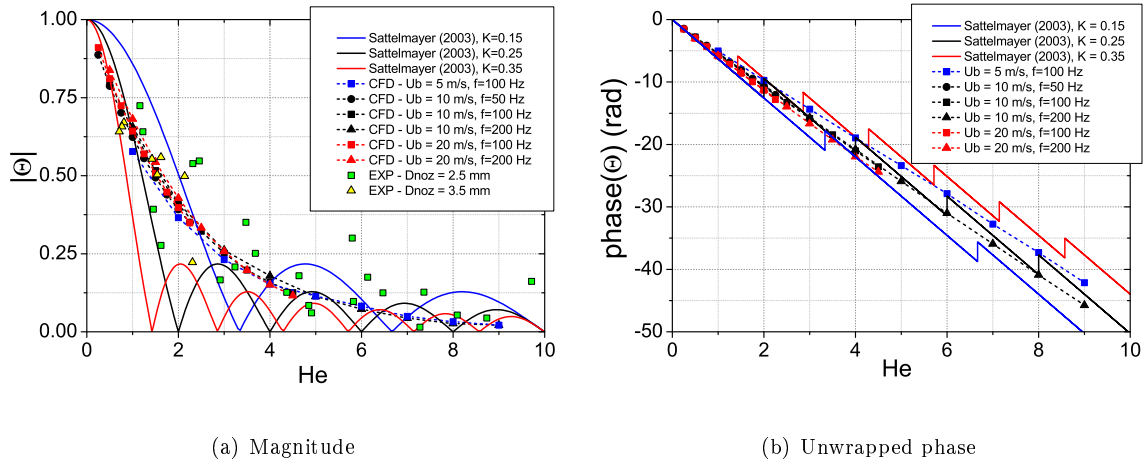 1.00
0.75
0.50
0.25
0.00
|Θ|
0
2
4
6
8
10
He
Sattelmayer (2003), K=0.15
Sattelmayer (2003), K=0.25
Sattelmayer (2003), K=0.35
CFD - Ub = 5 m/s, f=100 Hz
CFD - Ub = 10 m/s, f=50 Hz
CFD - Ub = 10 m/s, f=100 Hz
CFD - Ub = 10 m/s, f=200 Hz
CFD - Ub = 20 m/s, f=100 Hz
CFD - Ub = 20 m/s, f=200 Hz
EXP - Dnoz = 2.5 mm
EXP - Dnoz = 3.5 mm
(a) Magnitude
0
-10
-20
-30
-40
-50
phase(Θ) (rad)
0
2
4
6
8
10
He
Sattelmayer (2003), K = 0.15
Sattelmayer (2003), K = 0.25
Sattelmayer (2003), K = 0.35
Ub = 5 m/s, f=100 Hz
Ub = 10 m/s, f=50 Hz
Ub = 10 m/s, f=100 Hz
Ub = 10 m/s, f=200 Hz
Ub = 20 m/s, f=100 Hz
Ub = 20 m/s, f=200 Hz
(b) Unwrapped phase